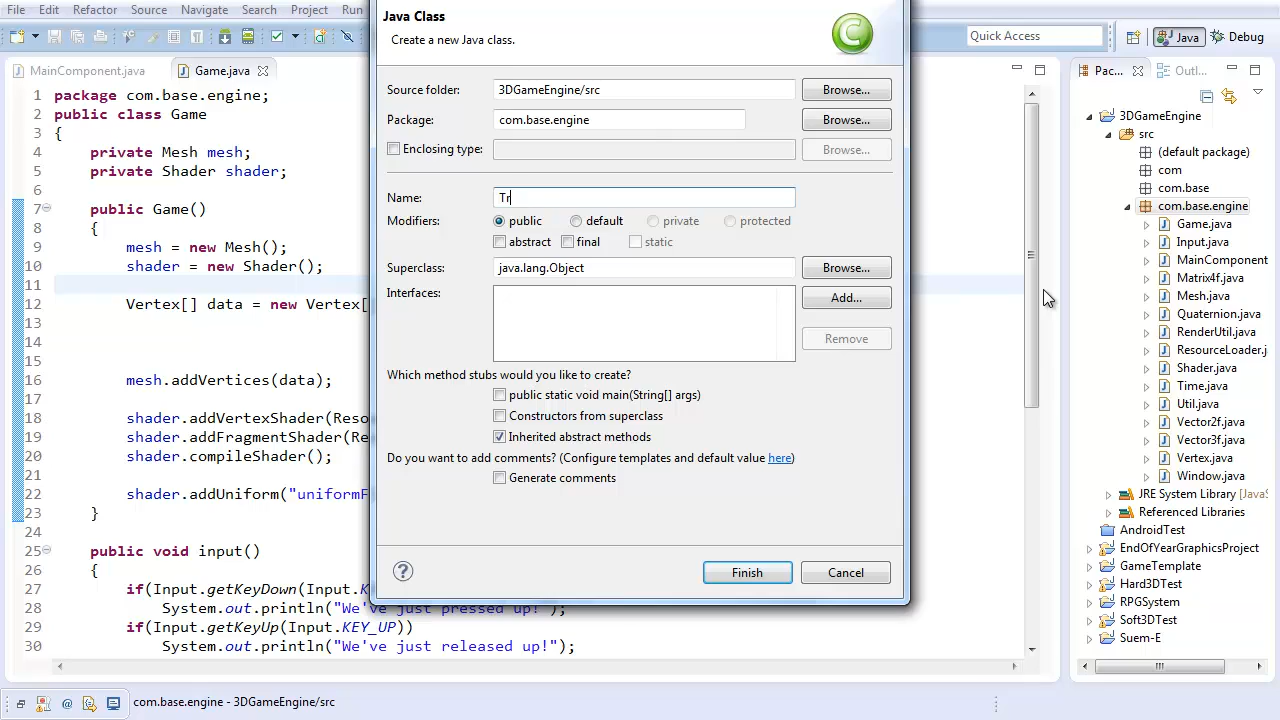 File Edit Refactor Source Navigate Search Project Run
Quick Access
Java
Debug
MainComponent.java
Game.java
Pac...
Outl...
1 package com.base.engine;
2 public class Game
3 {
4 private Mesh mesh;
5 private Shader shader;
6
7 public Game()
8 {
9 mesh = new Mesh();
10 shader = new Shader();
11
12 Vertex[] data = new Vertex[
13
14
15
16 mesh.addVertices(data);
17
18 shader.addVertexShader(Reso
19 shader.addFragmentShader(Re
20 shader.compileShader();
21
22 shader.addUniform("uniformF
23 }
24
25 public void input()
26 {
27 if(Input.getKeyDown(Input.K
28 System.out.println("We've just pressed up!");
29 if(Input.getKeyUp(Input.KEY_UP))
30 System.out.println("We've just released up!");
Java Class
Create a new Java class.
Source folder: 3DGameEngine/src Browse...
Package: com.base.engine Browse...
Enclosing type: Browse...
Name: Tr
Modifiers: public default private protected
abstract final static
Superclass: java.lang.Object Browse...
Interfaces: Add...
Remove
Which method stubs would you like to create?
public static void main(String[] args)
Constructors from superclass
Inherited abstract methods
Do you want to add comments? (Configure templates and default value here)
Generate comments
? Finish Cancel
3DGameEngine
src
(default package)
com
com.base
com.base.engine
Game.java
Input.java
MainComponent
Matrix4f.java
Mesh.java
Quaternion.java
RenderUtil.java
ResourceLoader.j
Shader.java
Time.java
Util.java
Vector2f.java
Vector3f.java
Vertex.java
Window.java
JRE System Library [JavaS
Referenced Libraries
AndroidTest
EndOfYearGraphicsProject
GameTemplate
Hard3DTest
RPGSystem
Soft3DTest
Suem-E
com.base.engine - 3DGameEngine/src